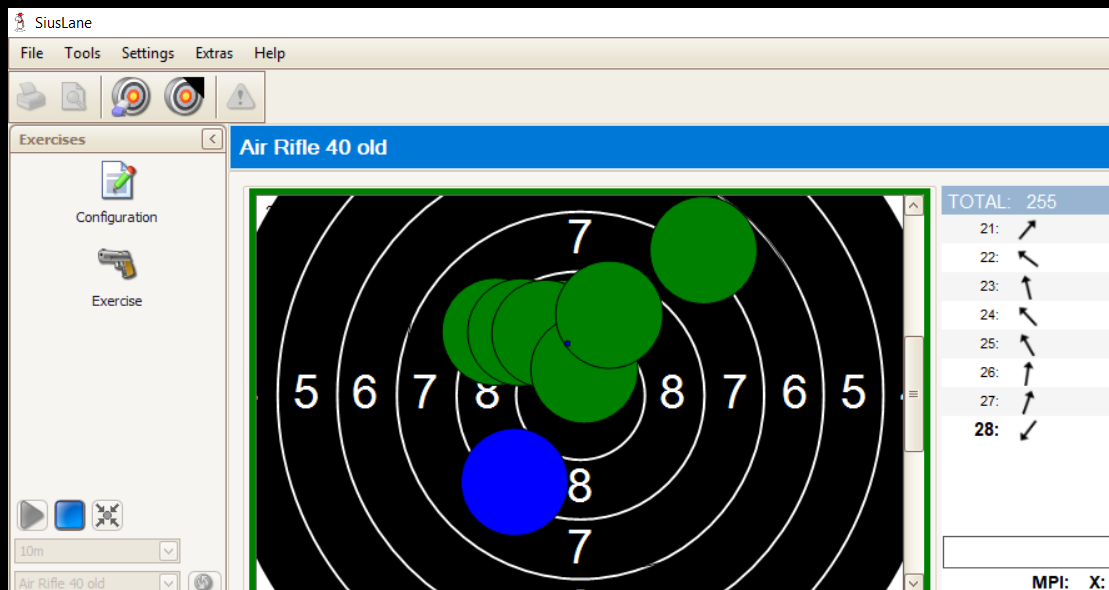 SiusLane
File Tools Settings Extras Help
Exercises
Air Rifle 40 old
Configuration
Exercise
10m
Air Rifle 40 old
7
5 6 7 8 8 7 6 5
8
7
TOTAL: 255
21:
22:
23:
24:
25:
26:
27:
28:
MPI: X: